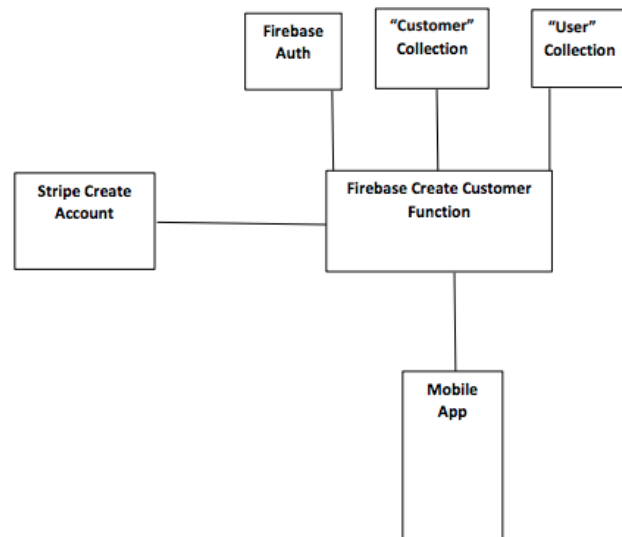 Firebase
Auth
“Customer”
Collection
“User”
Collection
Stripe Create
Account
Firebase Create Customer
Function
Mobile
App